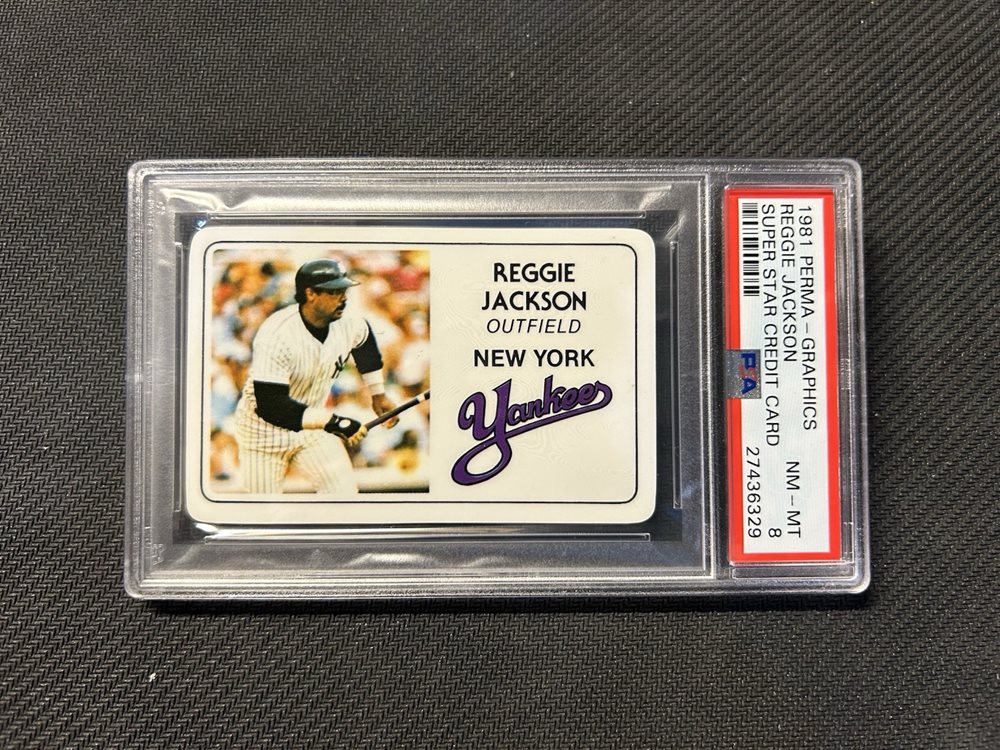 REGGIE
JACKSON
OUTFIELD
NEW YORK
Yankees
1981 PERMA-GRAPHICS
REGGIE JACKSON NM-MT
SUPER STAR CREDIT CARD 8
PSA 27436329